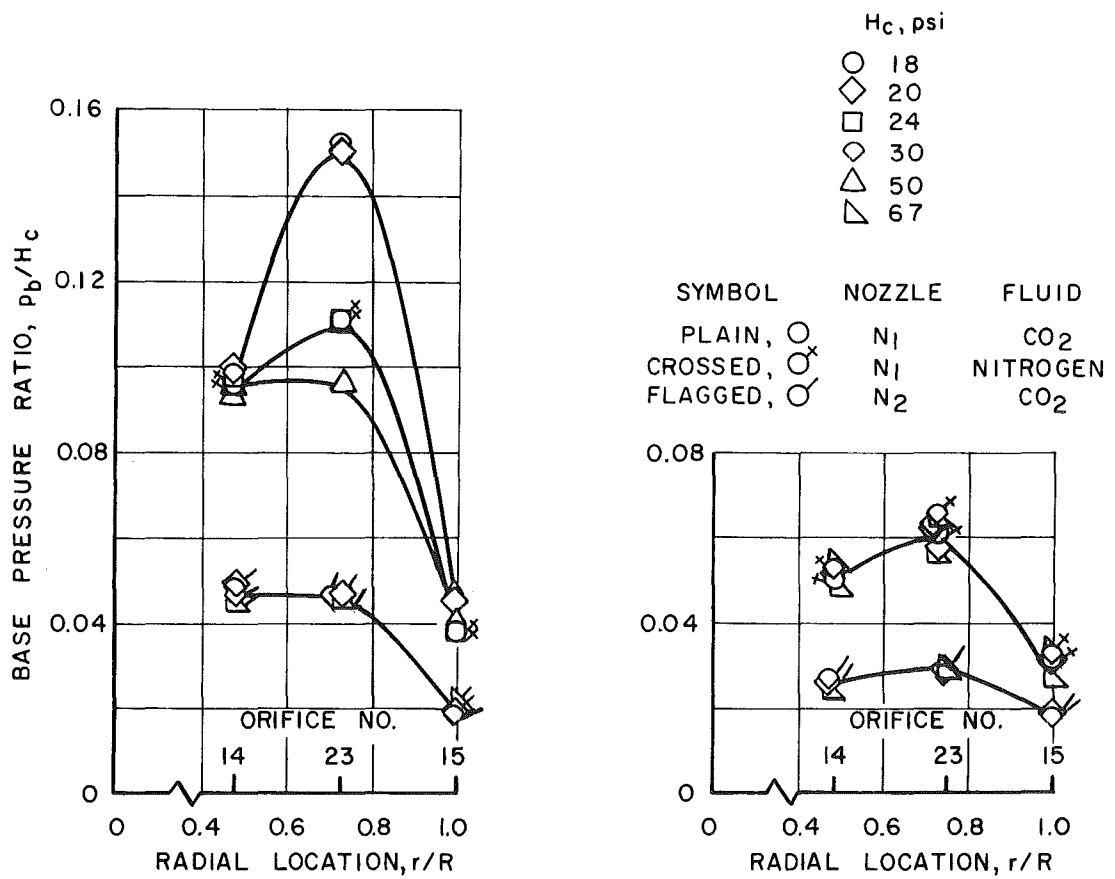 Hc, psi
18
20
24
30
50
67
SYMBOL NOZZLE FLUID
PLAIN, N1 CO2
CROSSED, N1 NITROGEN
FLAGGED, N2 CO2
BASE PRESSURE RATIO, pb/Hc
0.16
0.12
0.08
0.04
0
ORIFICE NO.
14 23 15
0 0.4 0.6 0.8 1.0
RADIAL LOCATION, r/R
0.08
0.04
0
ORIFICE NO.
14 23 15
0 0.4 0.6 0.8 1.0
RADIAL LOCATION, r/R